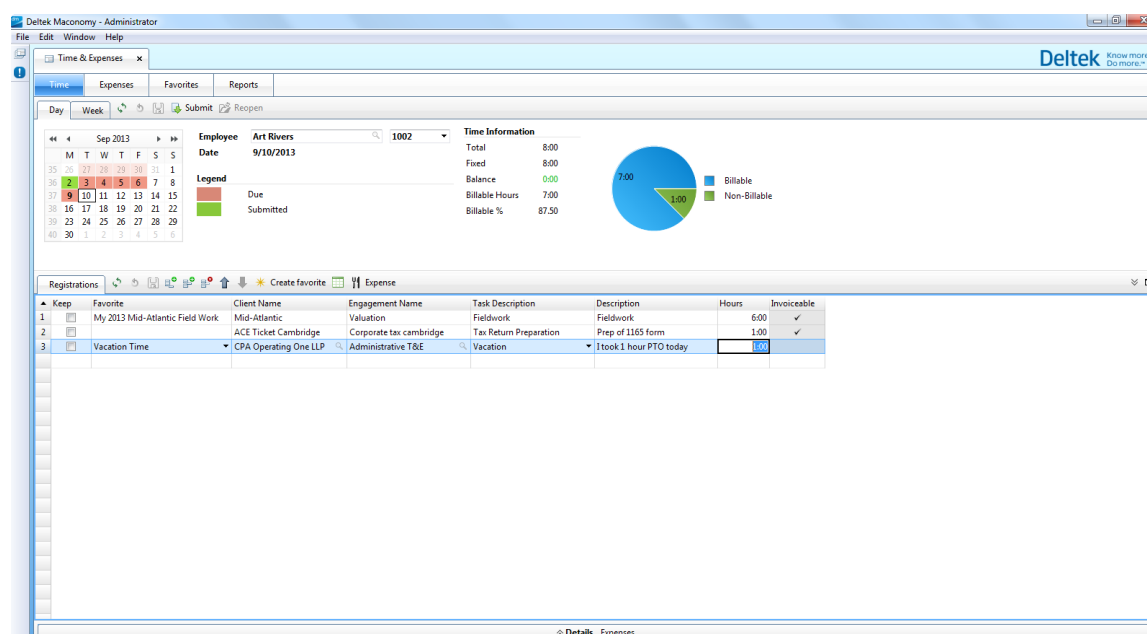 Deltek Maconomy - Administrator
File Edit Window Help
Time & Expenses x
Deltek Know more. Do more.™
Time Expenses Favorites Reports
Day Week Submit Reopen
Sep 2013
M T W T F S S
35 26 27 28 29 30 31 1
36 2 3 4 5 6 7 8
37 9 10 11 12 13 14 15
38 16 17 18 19 20 21 22
39 23 24 25 26 27 28 29
40 30 1 2 3 4 5 6
Employee Art Rivers 1002
Date 9/10/2013
Legend
Due
Submitted
Time Information
Total 8:00
Fixed 8:00
Balance 0:00
Billable Hours 7:00
Billable % 87.50
7:00
1:00
Billable
Non-Billable
Registrations Create favorite Expense
Keep Favorite Client Name Engagement Name Task Description Description Hours Invoiceable
1 My 2013 Mid-Atlantic Field Work Mid-Atlantic Valuation Fieldwork Fieldwork 6:00 ✓
2 ACE Ticket Cambridge Corporate tax cambridge Tax Return Preparation Prep of 1165 form 1:00 ✓
3 Vacation Time CPA Operating One LLP Administrative T&E Vacation I took 1 hour PTO today 1:00
Details Expenses